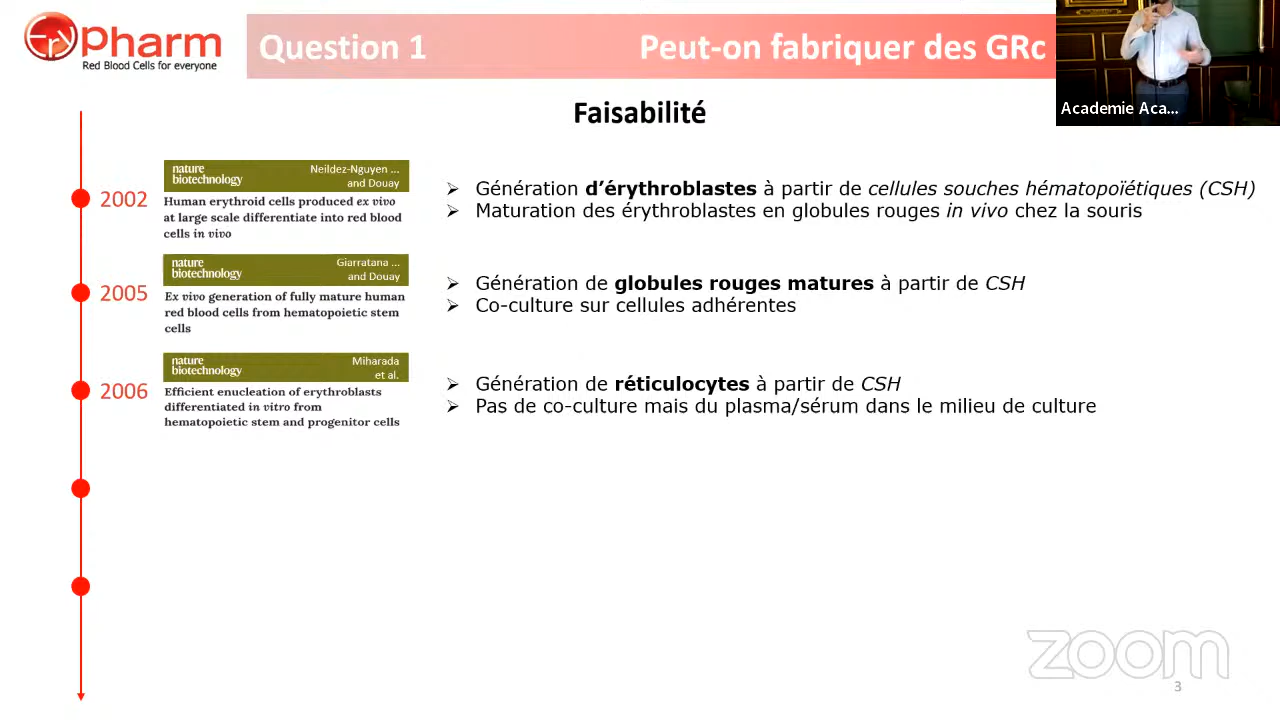 EryPharm
Red Blood Cells for everyone
Question 1
Peut-on fabriquer des GRc
Academie Aca...
Faisabilité
2002
nature
biotechnology
Neildez-Nguyen ...
and Douay
Human erythroid cells produced ex vivo
at large scale differentiate into red blood
cells in vivo
➢ Génération d’érythroblastes à partir de cellules souches hématopoïétiques (CSH)
➢ Maturation des érythroblastes en globules rouges in vivo chez la souris
2005
nature
biotechnology
Giarratana ...
and Douay
Ex vivo generation of fully mature human
red blood cells from hematopoietic stem
cells
➢ Génération de globules rouges matures à partir de CSH
➢ Co-culture sur cellules adhérentes
2006
nature
biotechnology
Miharada
et al.
Efficient enucleation of erythroblasts
differentiated in vitro from
hematopoietic stem and progenitor cells
➢ Génération de réticulocytes à partir de CSH
➢ Pas de co-culture mais du plasma/sérum dans le milieu de culture
zoom
3